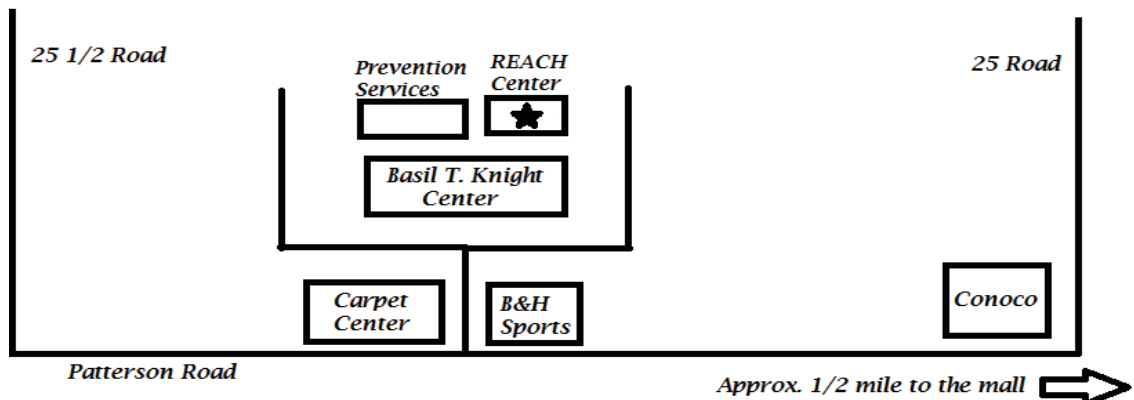 25 1/2 Road
25 Road
Prevention
Services
REACH
Center
Basil T. Knight
Center
Carpet
Center
B&H
Sports
Conoco
Patterson Road
Approx. 1/2 mile to the mall